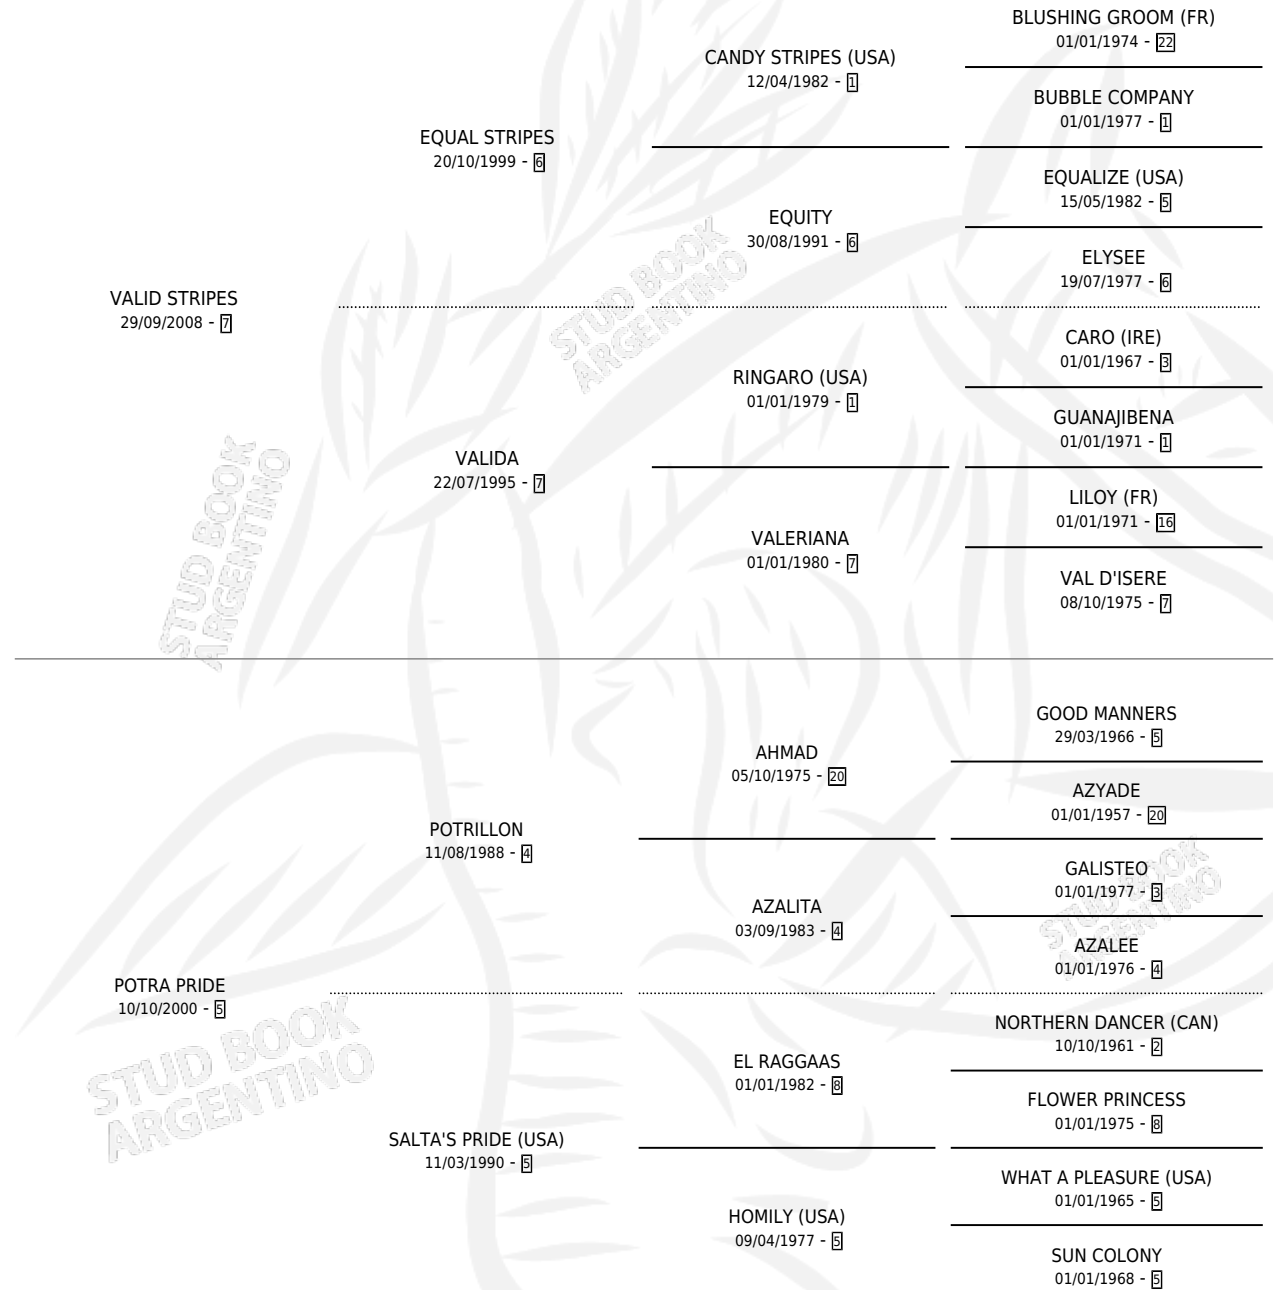 BLUSHING GROOM (FR)
01/01/1974 - 22
CANDY STRIPES (USA)
12/04/1982 - 1
BUBBLE COMPANY
01/01/1977 - 1
EQUAL STRIPES
20/10/1999 - 6
EQUALIZE (USA)
15/05/1982 - 5
EQUITY
30/08/1991 - 6
ELYSEE
19/07/1977 - 6
VALID STRIPES
29/09/2008 - 7
CARO (IRE)
01/01/1967 - 3
RINGARO (USA)
01/01/1979 - 1
GUANAJIBENA
01/01/1971 - 1
VALIDA
22/07/1995 - 7
LILOY (FR)
01/01/1971 - 16
VALERIANA
01/01/1980 - 7
VAL D'ISERE
08/10/1975 - 7
GOOD MANNERS
29/03/1966 - 5
AHMAD
05/10/1975 - 20
AZYADE
01/01/1957 - 20
POTRILLON
11/08/1988 - 4
GALISTEO
01/01/1977 - 3
AZALITA
03/09/1983 - 4
AZALEE
01/01/1976 - 4
POTRA PRIDE
10/10/2000 - 5
NORTHERN DANCER (CAN)
10/10/1961 - 2
EL RAGGAAS
01/01/1982 - 8
FLOWER PRINCESS
01/01/1975 - 8
SALTA'S PRIDE (USA)
11/03/1990 - 5
WHAT A PLEASURE (USA)
01/01/1965 - 5
HOMILY (USA)
09/04/1977 - 5
SUN COLONY
01/01/1968 - 5
STUD BOOK
ARGENTINO
STUD BOOK
ARGENTINO
STUD BOOK
ARGENTINO
STUD BOOK
ARGENTINO